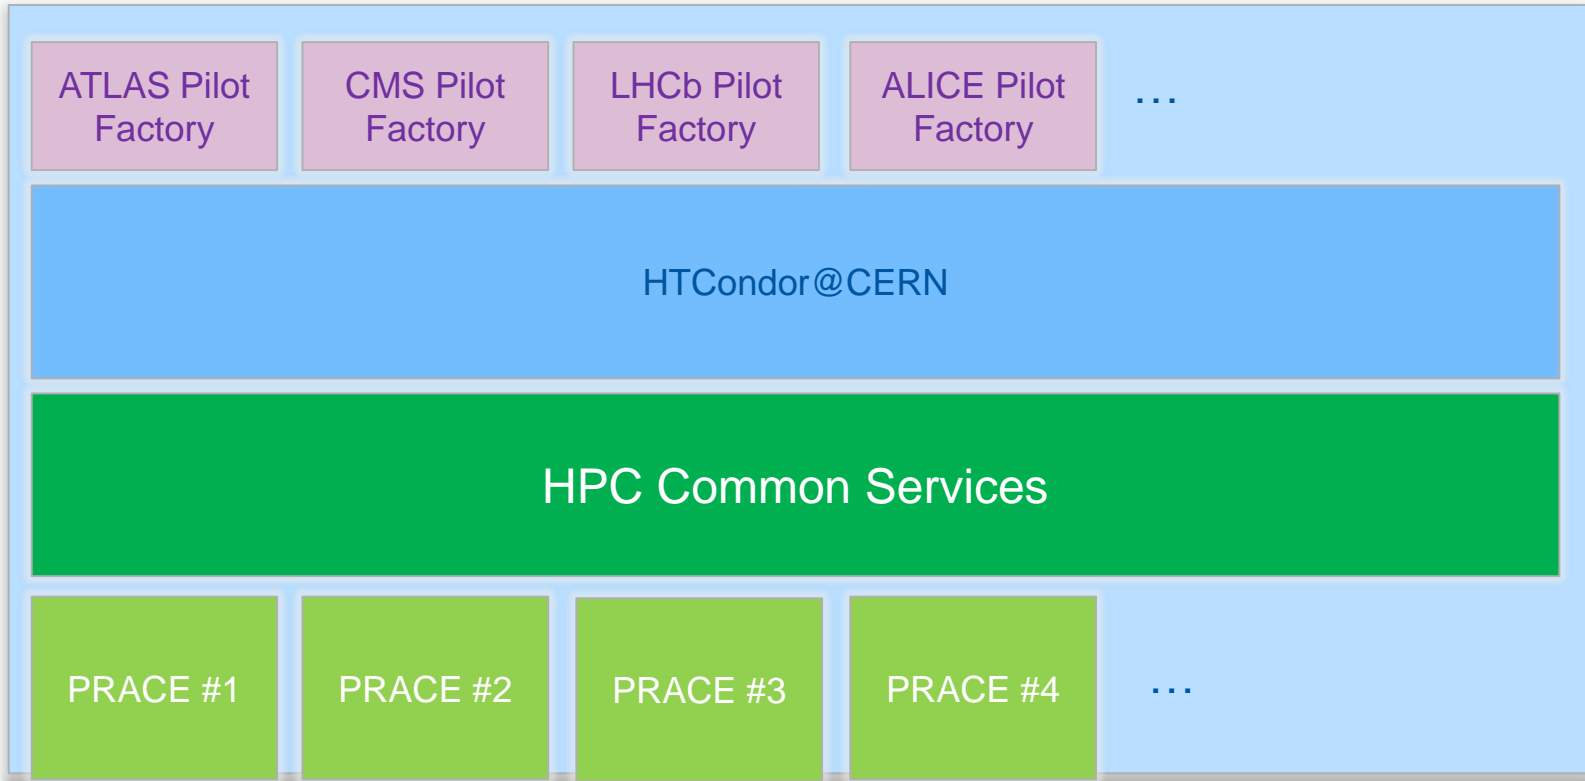 ATLAS Pilot
Factory
CMS Pilot
Factory
LHCb Pilot
Factory
ALICE Pilot
Factory
...
HTCondor@CERN
HPC Common Services
PRACE #1
PRACE #2
PRACE #3
PRACE #4
...